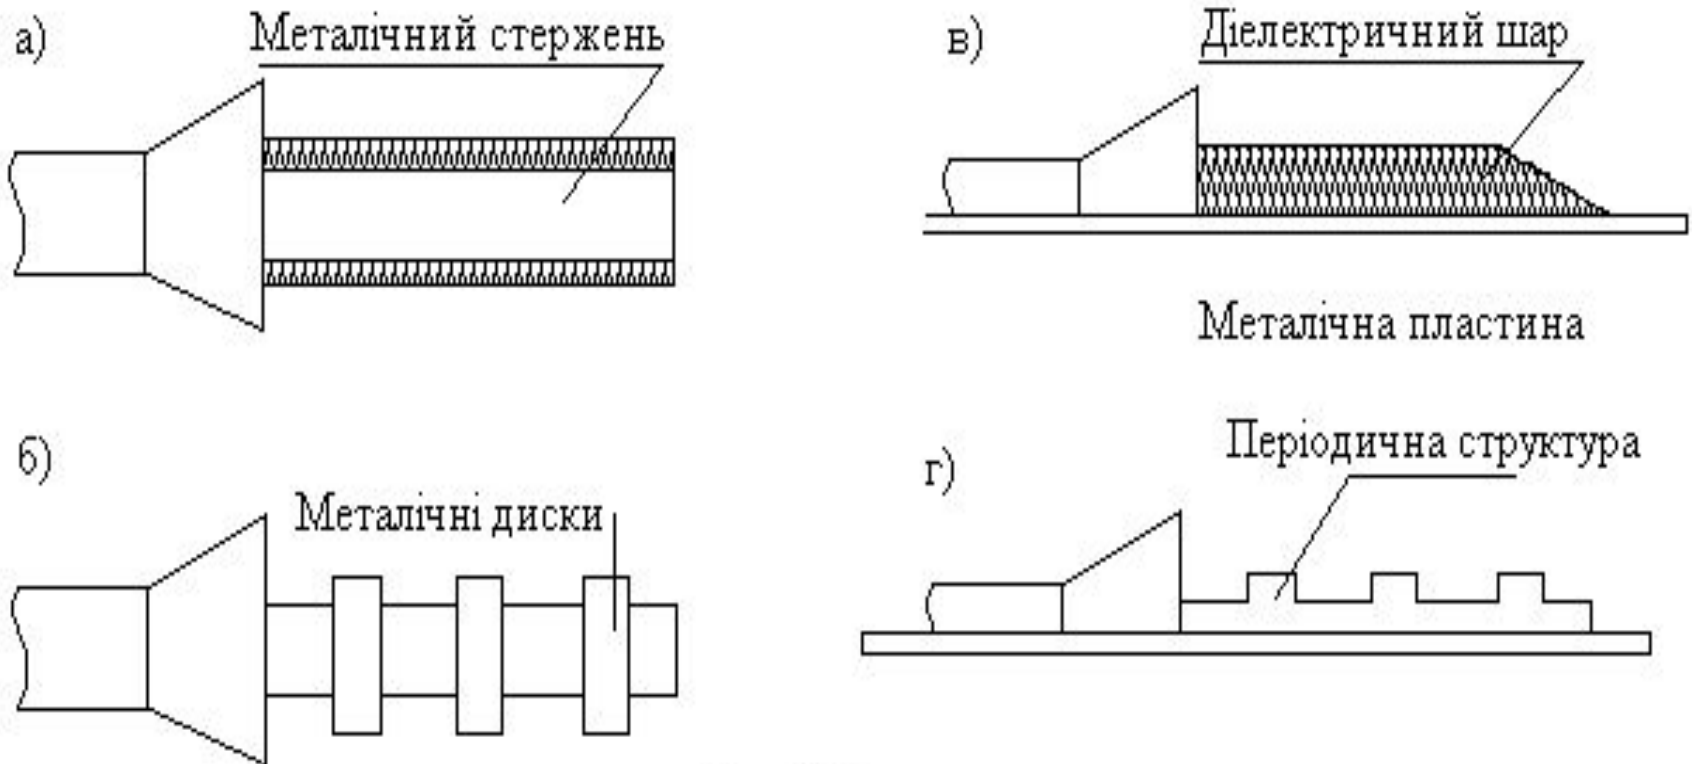 а)
Металічний стержень
в)
Діелектричний шар
Металічна пластина
б)
Металічні диски
г)
Періодична структура